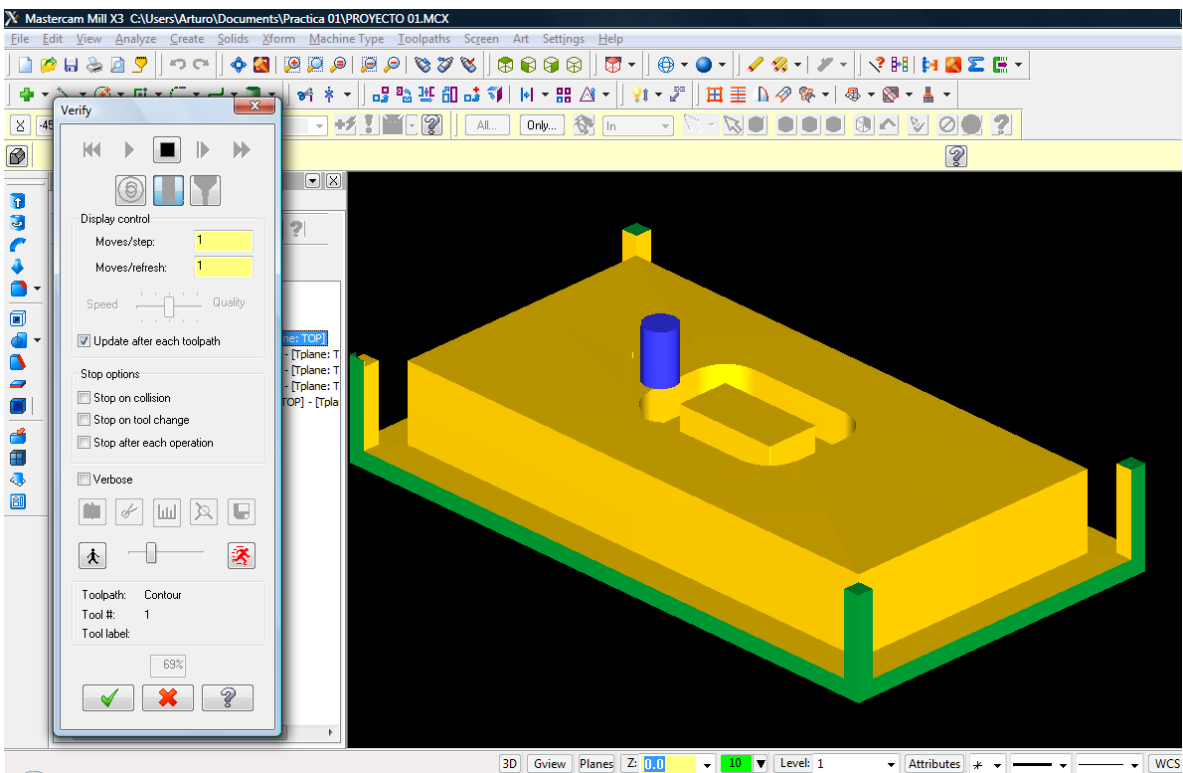 Mastercam Mill X3 C:\Users\Arturo\Documents\Practica 01\PROYECTO 01.MCX
File Edit View Analyze Create Solids Xform Machine Type Toolpaths Screen Art Settings Help
Verify
-45
All... Only... In
Display control
Moves/step: 1
Moves/refresh: 1
Speed Quality
Update after each toolpath
Stop options
Stop on collision
Stop on tool change
Stop after each operation
Verbose
Toolpath: Contour
Tool #: 1
Tool label:
69%
ne: TOP]
- [Tplane: T
- [Tplane: T
- [Tplane: T
TOP] - [Tpla
3D Gview Planes Z: 0.0 10 Level: 1 Attributes WCS